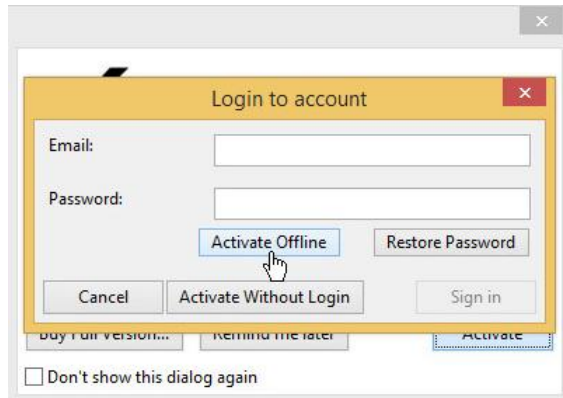 Login to account
Email:
Password:
Activate Offline Restore Password
Cancel Activate Without Login Sign in
Buy Full Version... Remind me later Activate
Don't show this dialog again